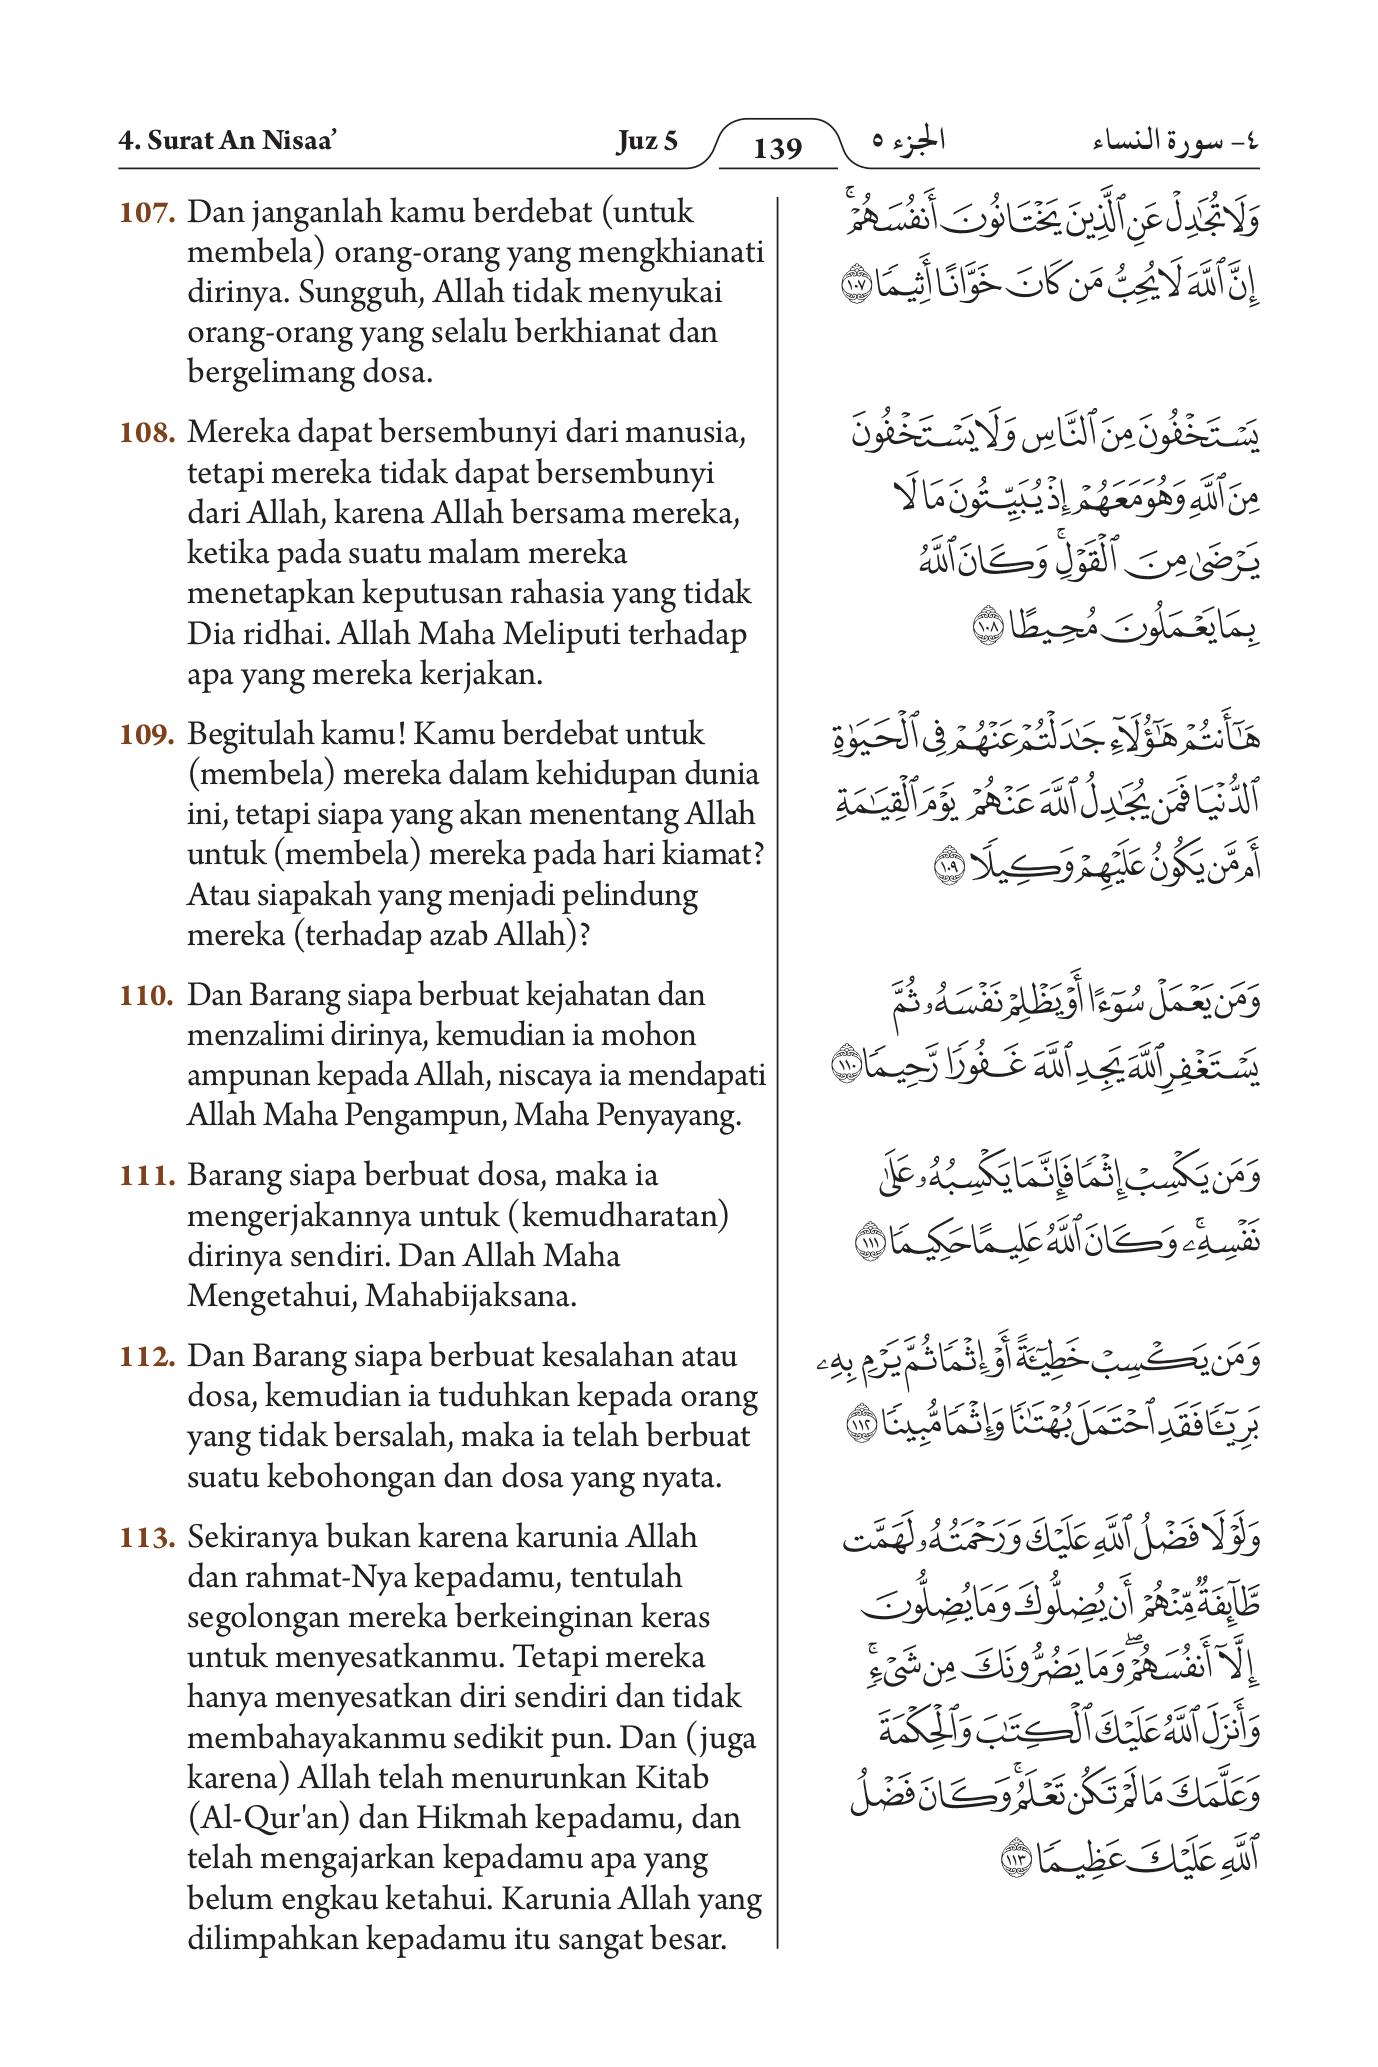 4. Surat An Nisaa’ Juz 5 139 الجزء ٥ ٤- سورة النساء
107. Dan janganlah kamu berdebat (untuk
membela) orang-orang yang mengkhianati
dirinya. Sungguh, Allah tidak menyukai
orang-orang yang selalu berkhianat dan
bergelimang dosa.
108. Mereka dapat bersembunyi dari manusia,
tetapi mereka tidak dapat bersembunyi
dari Allah, karena Allah bersama mereka,
ketika pada suatu malam mereka
menetapkan keputusan rahasia yang tidak
Dia ridhai. Allah Maha Meliputi terhadap
apa yang mereka kerjakan.
109. Begitulah kamu! Kamu berdebat untuk
(membela) mereka dalam kehidupan dunia
ini, tetapi siapa yang akan menentang Allah
untuk (membela) mereka pada hari kiamat?
Atau siapakah yang menjadi pelindung
mereka (terhadap azab Allah)?
110. Dan Barang siapa berbuat kejahatan dan
menzalimi dirinya, kemudian ia mohon
ampunan kepada Allah, niscaya ia mendapati
Allah Maha Pengampun, Maha Penyayang.
111. Barang siapa berbuat dosa, maka ia
mengerjakannya untuk (kemudharatan)
dirinya sendiri. Dan Allah Maha
Mengetahui, Mahabijaksana.
112. Dan Barang siapa berbuat kesalahan atau
dosa, kemudian ia tuduhkan kepada orang
yang tidak bersalah, maka ia telah berbuat
suatu kebohongan dan dosa yang nyata.
113. Sekiranya bukan karena karunia Allah
dan rahmat-Nya kepadamu, tentulah
segolongan mereka berkeinginan keras
untuk menyesatkanmu. Tetapi mereka
hanya menyesatkan diri sendiri dan tidak
membahayakanmu sedikit pun. Dan (juga
karena) Allah telah menurunkan Kitab
(Al-Qur'an) dan Hikmah kepadamu, dan
telah mengajarkan kepadamu apa yang
belum engkau ketahui. Karunia Allah yang
dilimpahkan kepadamu itu sangat besar.
وَلَا تُجَٰدِلْ عَنِ ٱلَّذِينَ يَخْتَانُونَ أَنفُسَهُمْ ۚ
إِنَّ ٱللَّهَ لَا يُحِبُّ مَن كَانَ خَوَّانًا أَثِيمًا ١٠٧
يَسْتَخْفُونَ مِنَ ٱلنَّاسِ وَلَا يَسْتَخْفُونَ
مِنَ ٱللَّهِ وَهُوَ مَعَهُمْ إِذْ يُبَيِّتُونَ مَا لَا
يَرْضَىٰ مِنَ ٱلْقَوْلِ ۚ وَكَانَ ٱللَّهُ
بِمَا يَعْمَلُونَ مُحِيطًا ١٠٨
هَٰٓأَنتُمْ هَٰٓؤُلَآءِ جَٰدَلْتُمْ عَنْهُمْ فِى ٱلْحَيَوٰةِ
ٱلدُّنْيَا فَمَن يُجَٰدِلُ ٱللَّهَ عَنْهُمْ يَوْمَ ٱلْقِيَٰمَةِ
أَم مَّن يَكُونُ عَلَيْهِمْ وَكِيلًا ١٠٩
وَمَن يَعْمَلْ سُوٓءًا أَوْ يَظْلِمْ نَفْسَهُۥ ثُمَّ
يَسْتَغْفِرِ ٱللَّهَ يَجِدِ ٱللَّهَ غَفُورًا رَّحِيمًا ١١٠
وَمَن يَكْسِبْ إِثْمًا فَإِنَّمَا يَكْسِبُهُۥ عَلَىٰ
نَفْسِهِۦ ۚ وَكَانَ ٱللَّهُ عَلِيمًا حَكِيمًا ١١١
وَمَن يَكْسِبْ خَطِيٓـَٔةً أَوْ إِثْمًا ثُمَّ يَرْمِ بِهِۦ
بَرِيٓـًٔا فَقَدِ ٱحْتَمَلَ بُهْتَٰنًا وَإِثْمًا مُّبِينًا ١١٢
وَلَوْلَا فَضْلُ ٱللَّهِ عَلَيْكَ وَرَحْمَتُهُۥ لَهَمَّت
طَّآئِفَةٌ مِّنْهُمْ أَن يُضِلُّوكَ وَمَا يُضِلُّونَ
إِلَّآ أَنفُسَهُمْ ۖ وَمَا يَضُرُّونَكَ مِن شَىْءٍ ۚ
وَأَنزَلَ ٱللَّهُ عَلَيْكَ ٱلْكِتَٰبَ وَٱلْحِكْمَةَ
وَعَلَّمَكَ مَا لَمْ تَكُن تَعْلَمُ ۚ وَكَانَ فَضْلُ
ٱللَّهِ عَلَيْكَ عَظِيمًا ١١٣